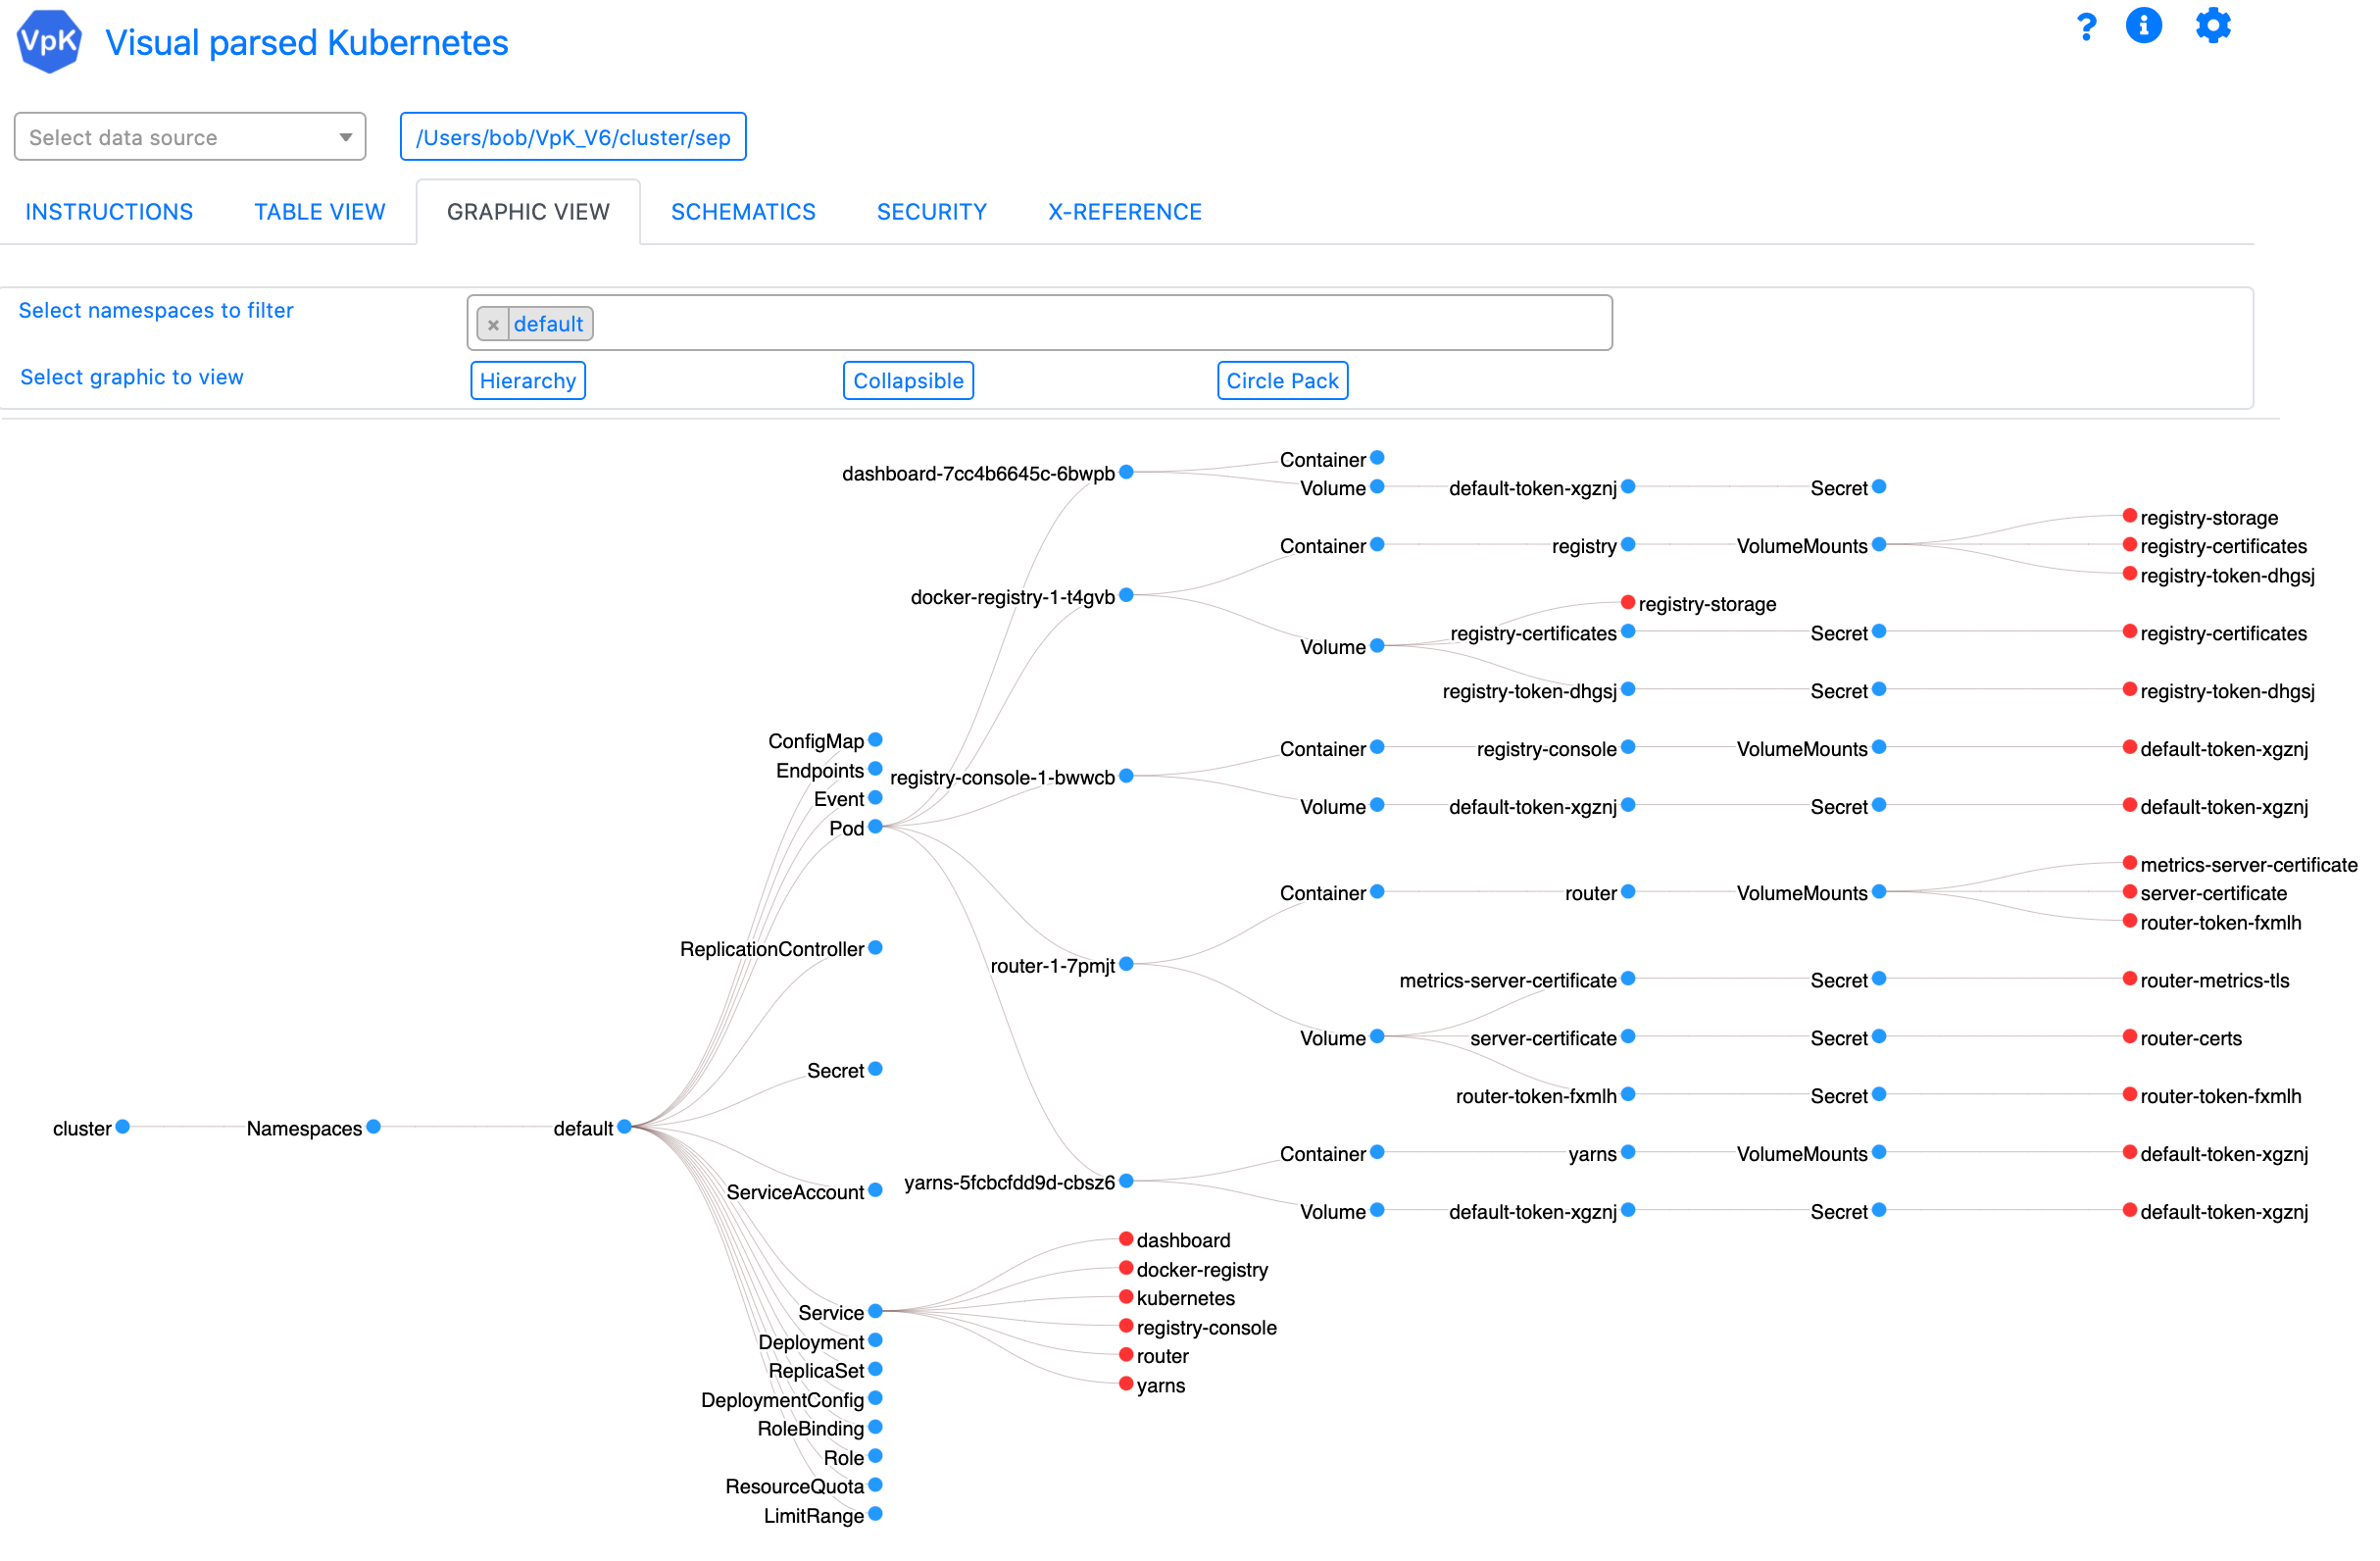 VpK Visual parsed Kubernetes ? i
Select data source /Users/bob/VpK_V6/cluster/sep
INSTRUCTIONS TABLE VIEW GRAPHIC VIEW SCHEMATICS SECURITY X-REFERENCE
Select namespaces to filter × default
Select graphic to view Hierarchy Collapsible Circle Pack
Container
dashboard-7cc4b6645c-6bwpb
Volume default-token-xgznj Secret
registry-storage
Container registry VolumeMounts registry-certificates
registry-token-dhgsj
docker-registry-1-t4gvb
registry-storage
registry-certificates Secret registry-certificates
Volume
registry-token-dhgsj Secret registry-token-dhgsj
ConfigMap
Container registry-console VolumeMounts default-token-xgznj
Endpoints
registry-console-1-bwwcb
Event
Volume default-token-xgznj Secret default-token-xgznj
Pod
metrics-server-certificate
Container router VolumeMounts server-certificate
router-token-fxmlh
ReplicationController
router-1-7pmjt
metrics-server-certificate Secret router-metrics-tls
Volume server-certificate Secret router-certs
Secret
router-token-fxmlh Secret router-token-fxmlh
cluster Namespaces default
Container yarns VolumeMounts default-token-xgznj
ServiceAccount
yarns-5fcbcfdd9d-cbsz6
Volume default-token-xgznj Secret default-token-xgznj
dashboard
docker-registry
kubernetes
Service
registry-console
Deployment
router
ReplicaSet
yarns
DeploymentConfig
RoleBinding
Role
ResourceQuota
LimitRange